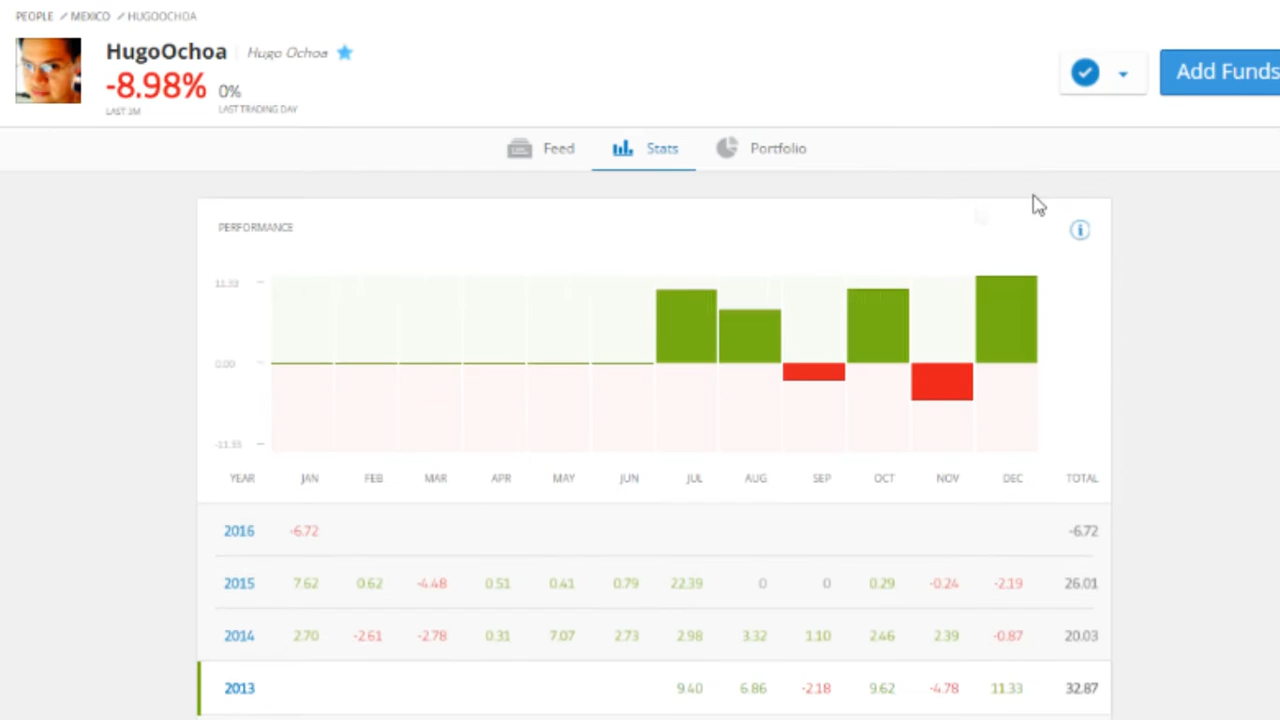 PEOPLE / MEXICO / HUGOOCHOA
HugoOchoa Hugo Ochoa
-8.98% 0%
LAST 3M LAST TRADING DAY
Add Funds
Feed Stats Portfolio
PERFORMANCE
11.33
0.00
-11.33
YEAR JAN FEB MAR APR MAY JUN JUL AUG SEP OCT NOV DEC TOTAL
2016 -6.72 -6.72
2015 7.62 0.62 -4.48 0.51 0.41 0.79 22.39 0 0 0.29 -0.24 -2.19 26.01
2014 2.70 -2.61 -2.78 0.31 7.07 2.73 2.98 3.32 1.10 2.46 2.39 -0.87 20.03
2013 9.40 6.86 -2.18 9.62 -4.78 11.33 32.87